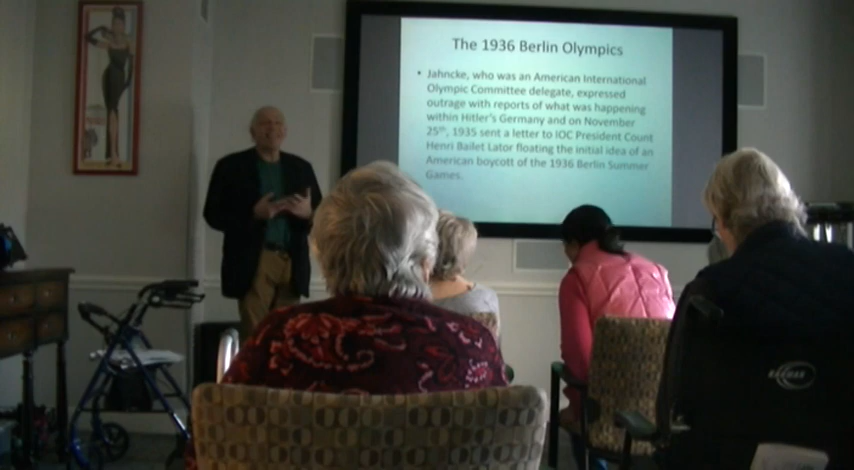 The 1936 Berlin Olympics
• Jahncke, who was an American International
Olympic Committee delegate, expressed
outrage with reports of what was happening
within Hitler's Germany and on November
25th, 1935 sent a letter to IOC President Count
Henri Bailet Lator floating the initial idea of an
American boycott of the 1936 Berlin Summer
Games.